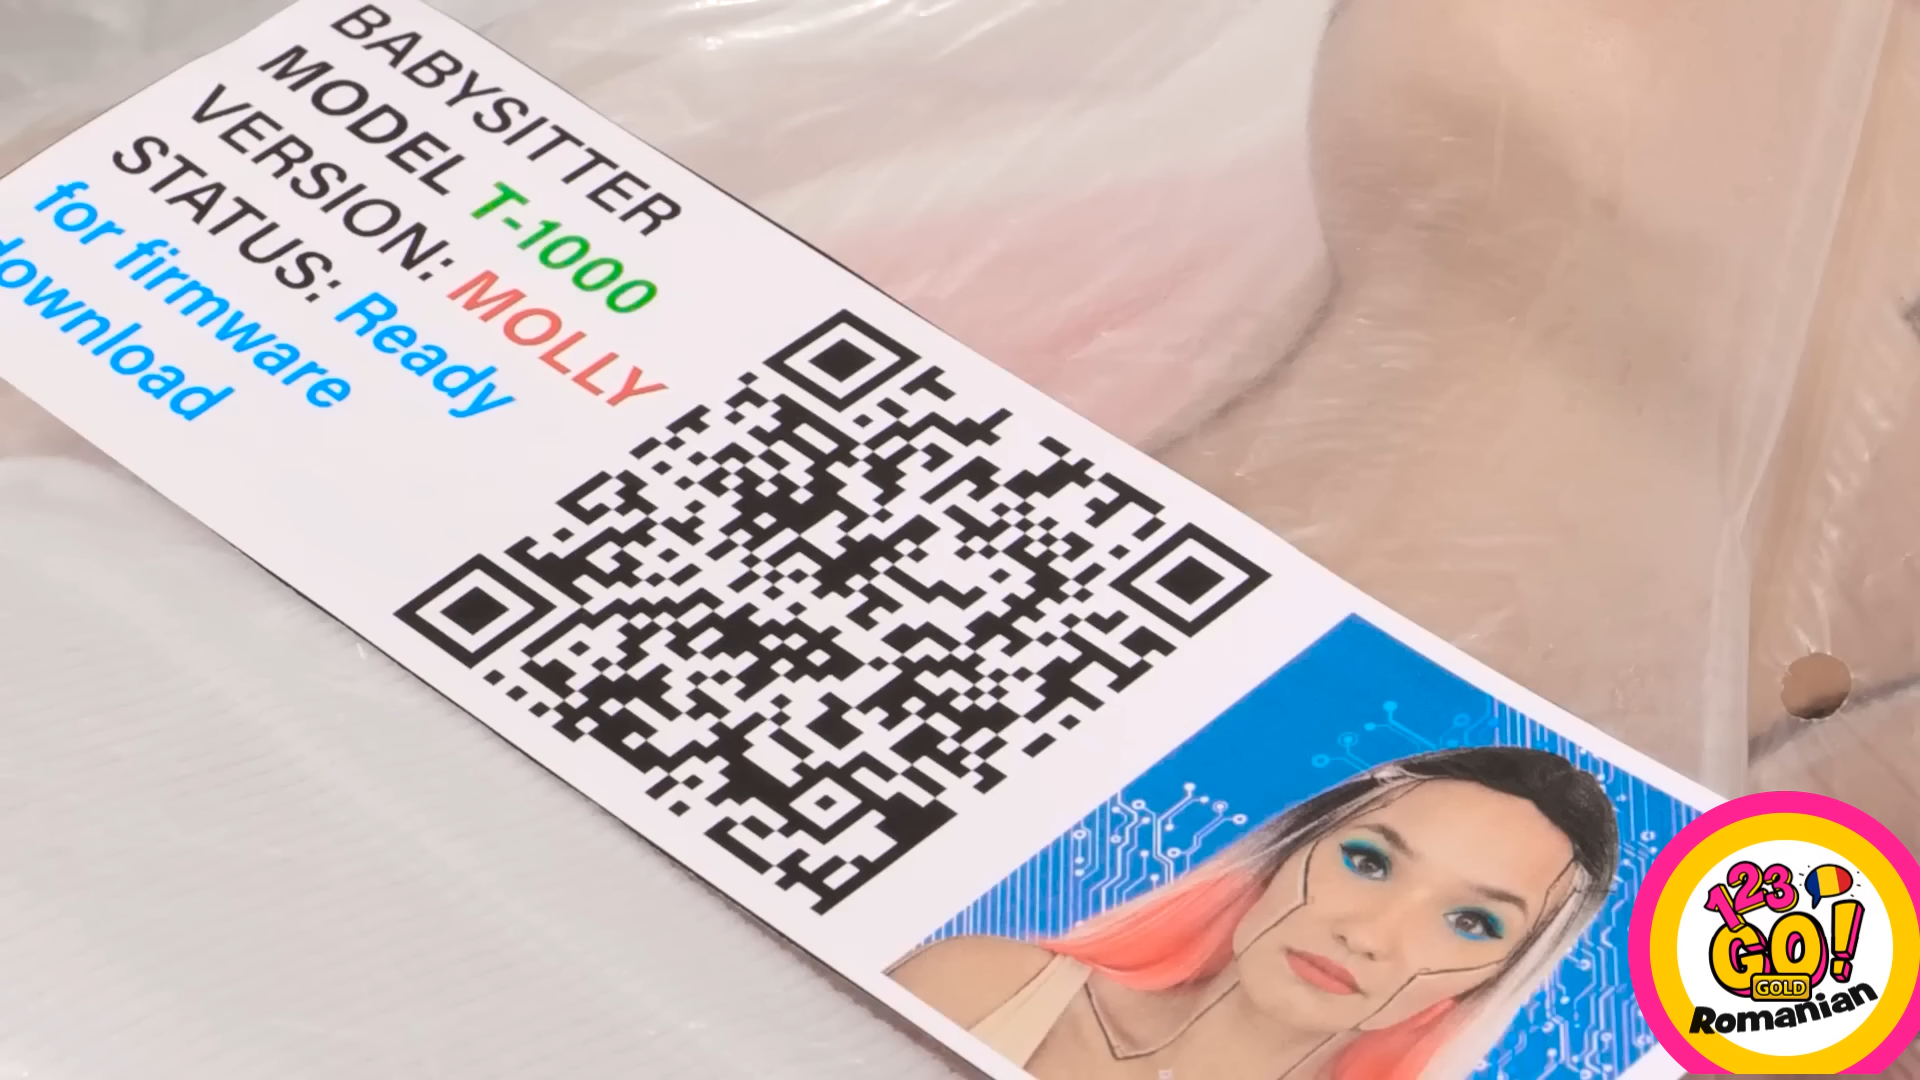 BABYSITTER
MODEL T-1000
VERSION: MOLLY
STATUS: Ready
for firmware
download
123
GO!
GOLD
Romanian